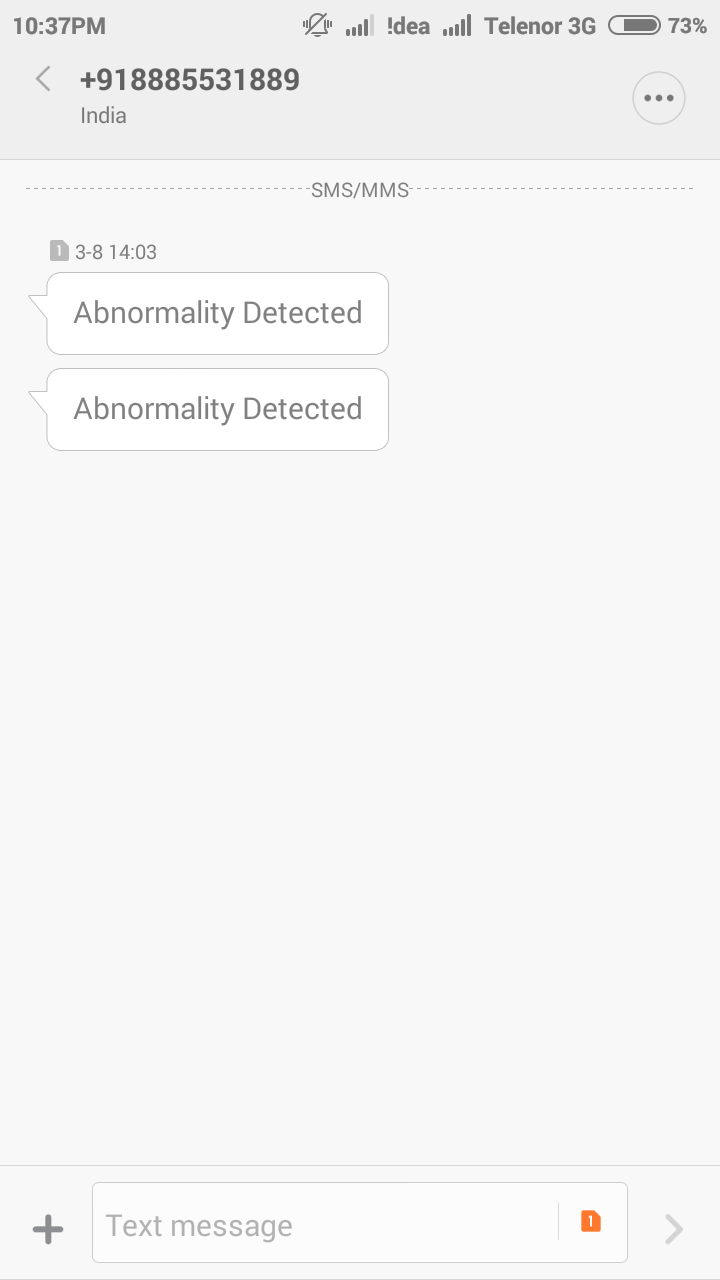 10:37PM !dea Telenor 3G 73%
+918885531889
India
SMS/MMS
1 3-8 14:03
Abnormality Detected
Abnormality Detected
Text message 1